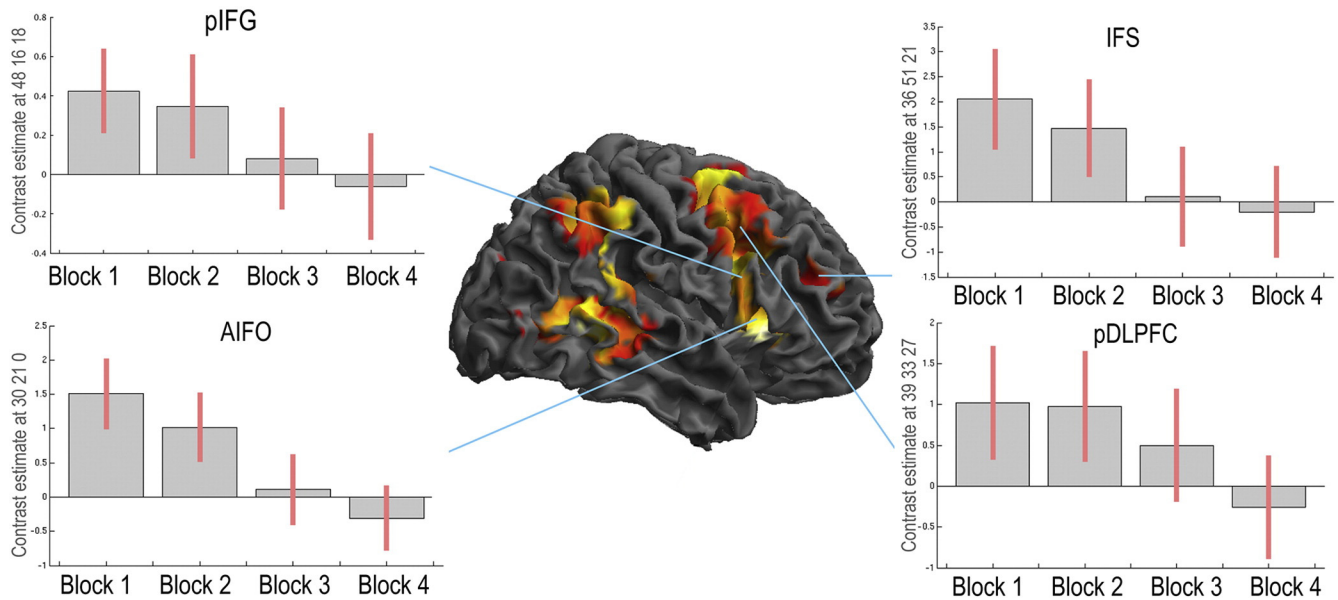 pIFG
Contrast estimate at 48 16 18
0.8
0.6
0.4
0.2
0
-0.2
0.4
Block 1 Block 2 Block 3 Block 4
IFS
Contrast estimate at 36 51 21
3.5
3
2.5
2
1.5
1
0.5
0
-0.5
-1
1.5
Block 1 Block 2 Block 3 Block 4
AIFO
Contrast estimate at 30 21 0
2.5
2
1.5
1
0.5
0
-0.5
-1
Block 1 Block 2 Block 3 Block 4
pDLPFC
Contrast estimate at 39 33 27
2
1.5
1
0.5
0
-0.5
-1
Block 1 Block 2 Block 3 Block 4